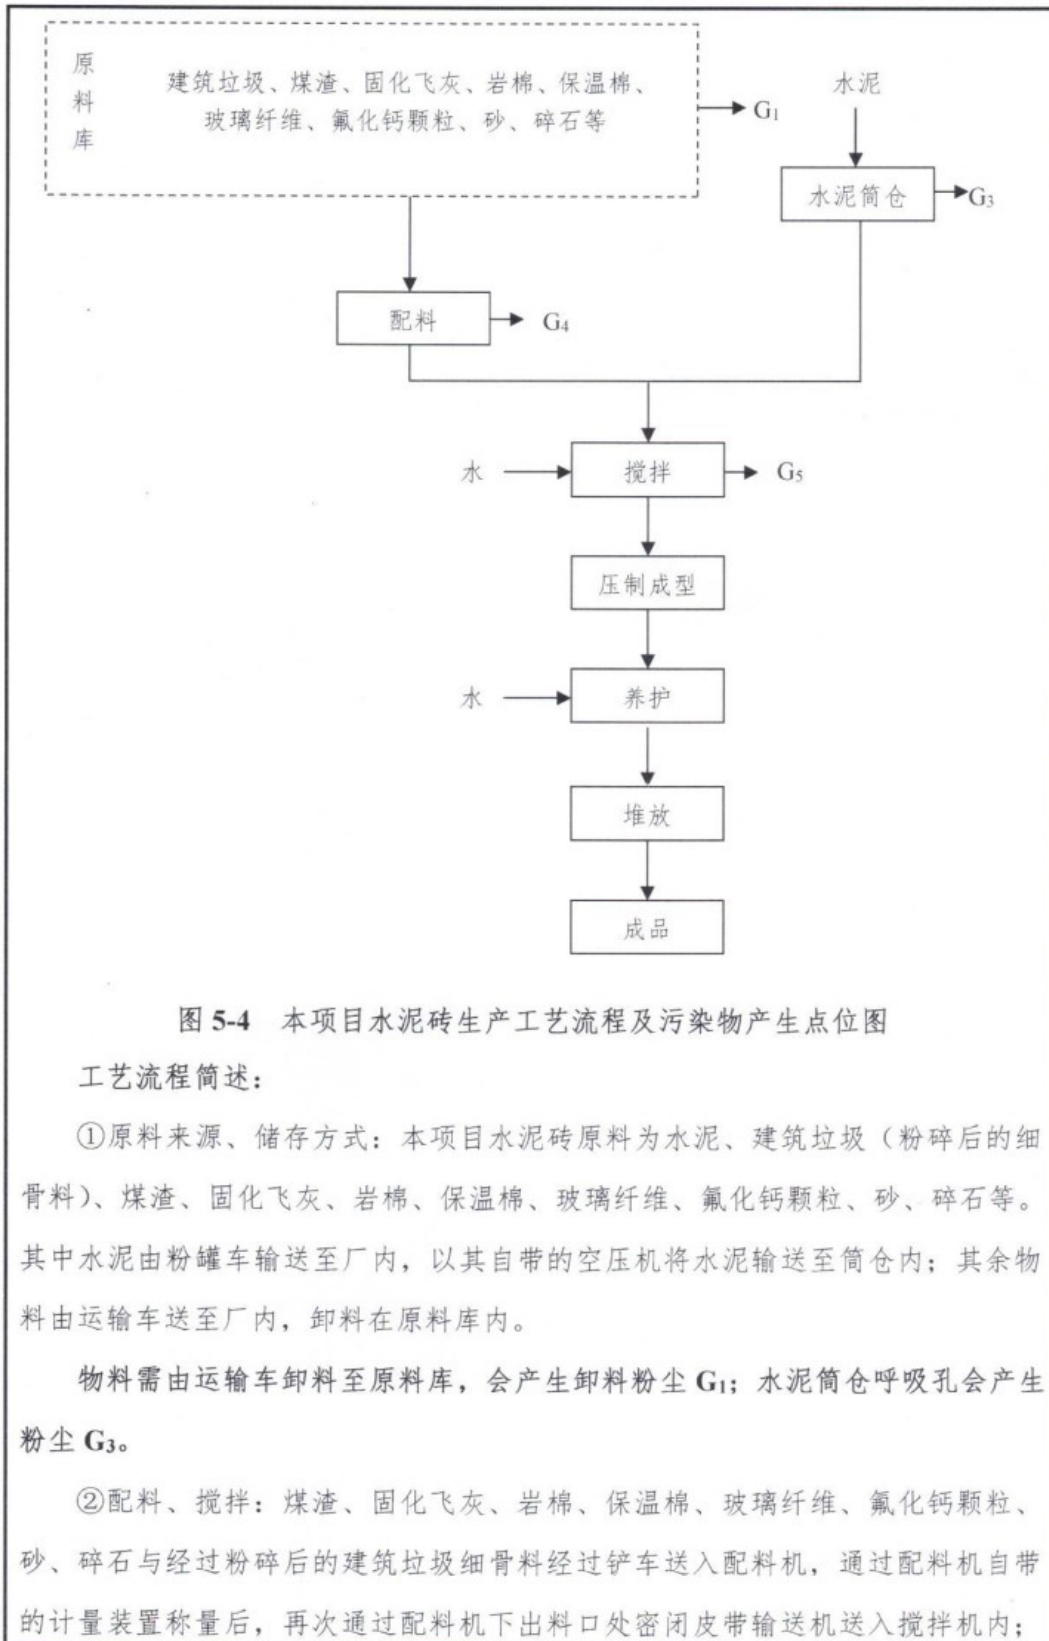 原料库
建筑垃圾、煤渣、固化飞灰、岩棉、保温棉、
玻璃纤维、氟化钙颗粒、砂、碎石等
G₁
水泥
水泥筒仓
G₃
配料
G₄
水
搅拌
G₅
压制成型
水
养护
堆放
成品
图 5-4 本项目水泥砖生产工艺流程及污染物产生点位图
工艺流程简述：
①原料来源、储存方式：本项目水泥砖原料为水泥、建筑垃圾（粉碎后的细
骨料）、煤渣、固化飞灰、岩棉、保温棉、玻璃纤维、氟化钙颗粒、砂、碎石等。
其中水泥由粉罐车输送至厂内，以其自带的空压机将水泥输送至筒仓内；其余物
料由运输车送至厂内，卸料在原料库内。
物料需由运输车卸料至原料库，会产生卸料粉尘 G₁；水泥筒仓呼吸孔会产生
粉尘 G₃。
②配料、搅拌：煤渣、固化飞灰、岩棉、保温棉、玻璃纤维、氟化钙颗粒、
砂、碎石与经过粉碎后的建筑垃圾细骨料经过铲车送入配料机，通过配料机自带
的计量装置称量后，再次通过配料机下出料口处密闭皮带输送机送入搅拌机内；